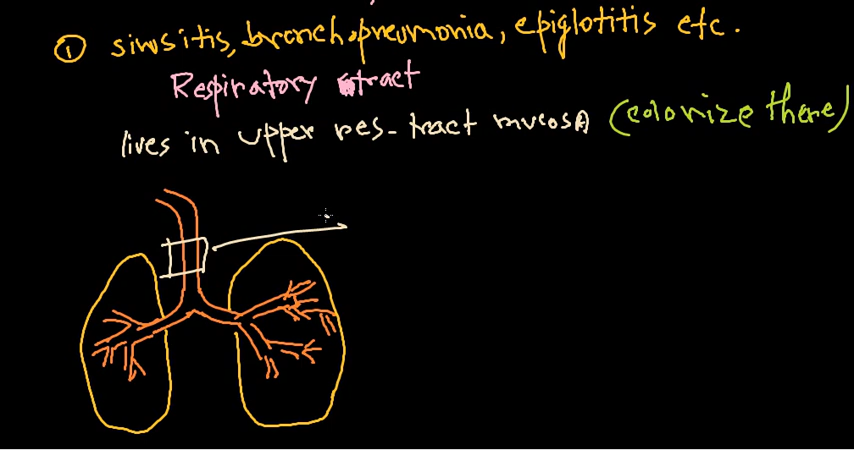 ① sinusitis, bronchopneumonia, epiglotitis etc.
Respiratory tract
lives in upper res-tract mucosA (colonize there)